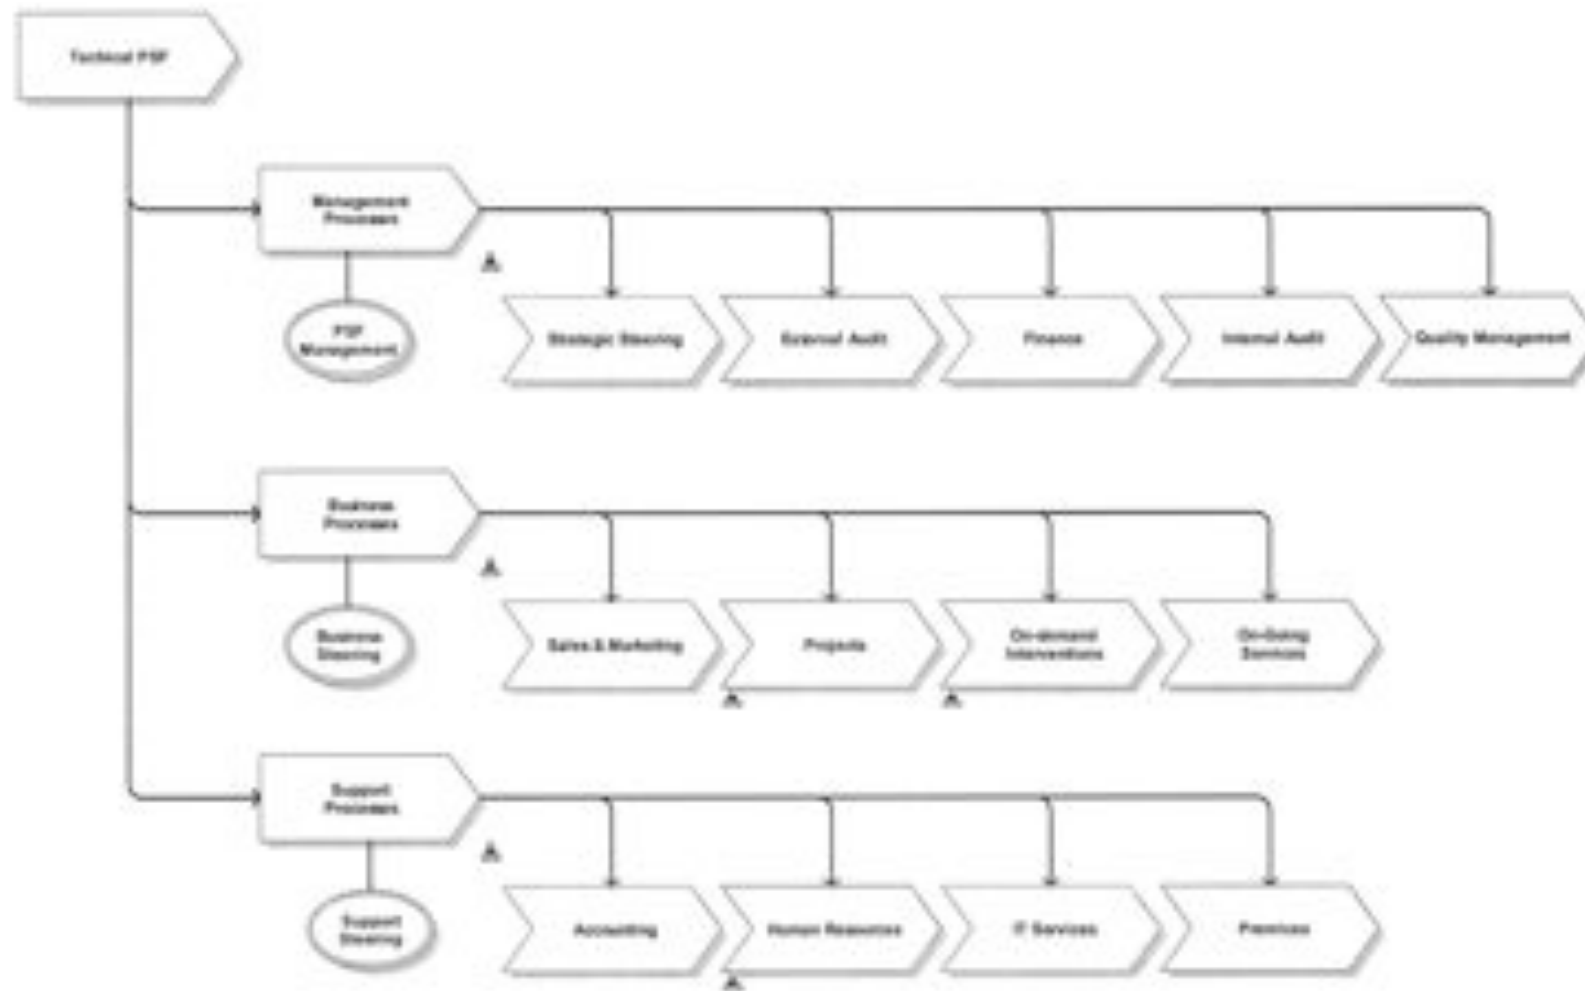 Technical PSF
Management
Processes
PSF
Management
Strategic Steering
External Audit
Finance
Internal Audit
Quality Management
Business
Processes
Business
Steering
Sales & Marketing
Projects
On-demand
Interventions
On-Going
Services
Support
Processes
Support
Steering
Accounting
Human Resources
IT Services
Premises